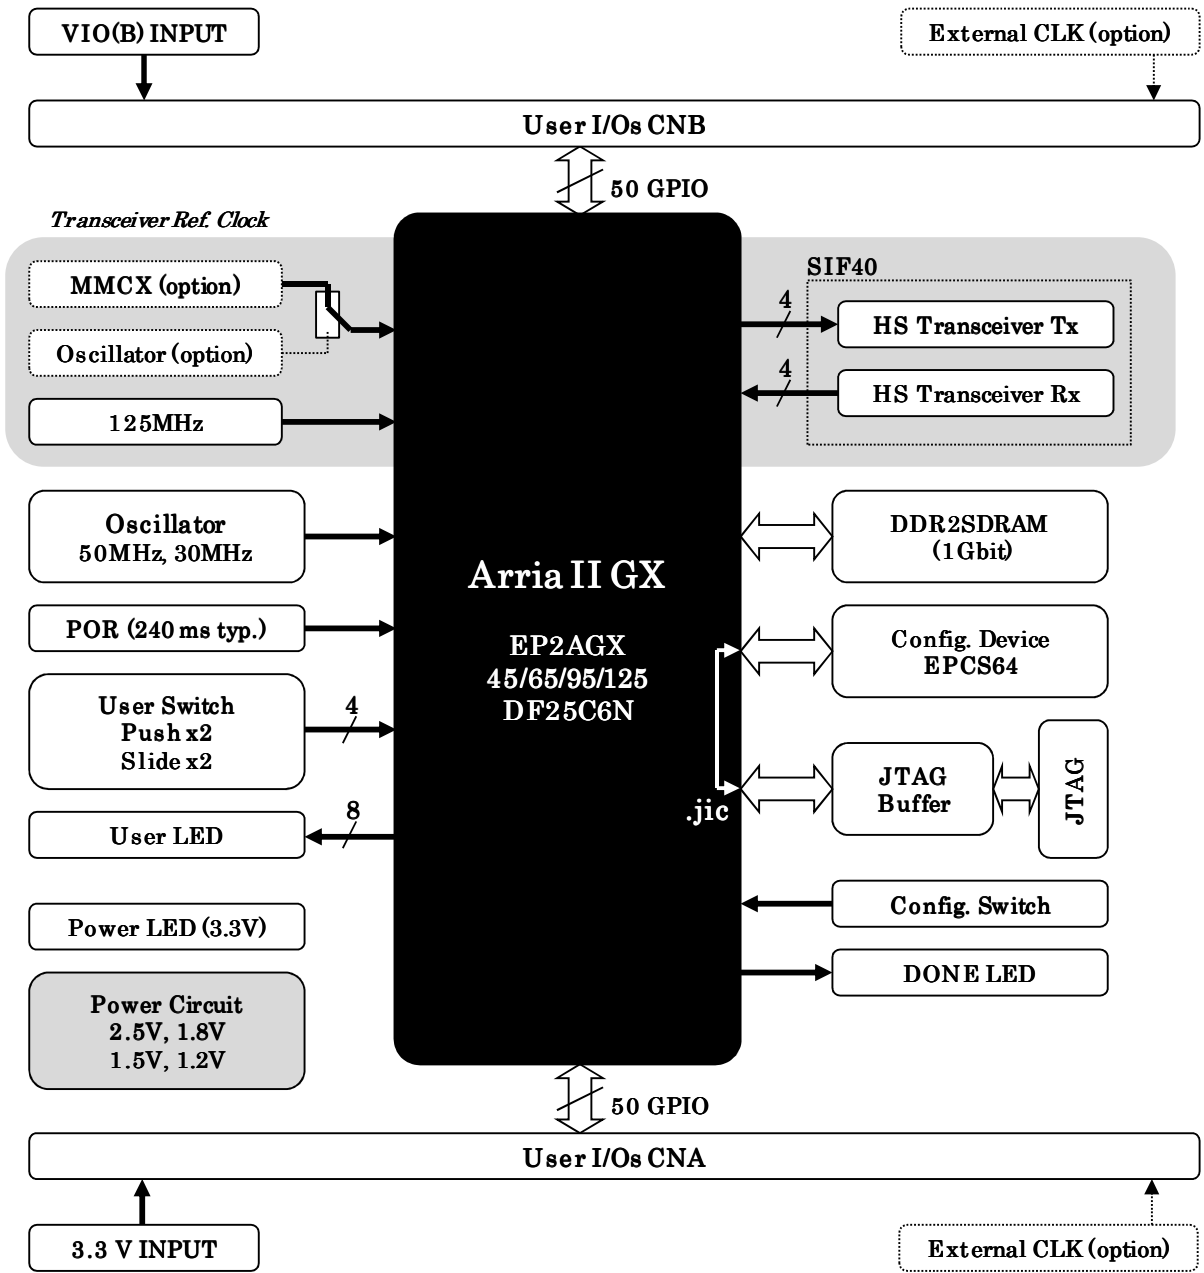 VIO(B) INPUT
External CLK (option)
User I/Os CNB
50 GPIO
Transceiver Ref. Clock
MMCX (option)
Oscillator (option)
125MHz
SIF40
4
HS Transceiver Tx
4
HS Transceiver Rx
Oscillator
50MHz, 30MHz
POR (240 ms typ.)
User Switch
Push x2
Slide x2
4
User LED
8
Power LED (3.3V)
Power Circuit
2.5V, 1.8V
1.5V, 1.2V
Arria II GX
EP2AGX
45/65/95/125
DF25C6N
.jic
DDR2SDRAM
(1Gbit)
Config. Device
EPCS64
JTAG
Buffer
JTAG
Config. Switch
DONE LED
50 GPIO
User I/Os CNA
3.3 V INPUT
External CLK (option)